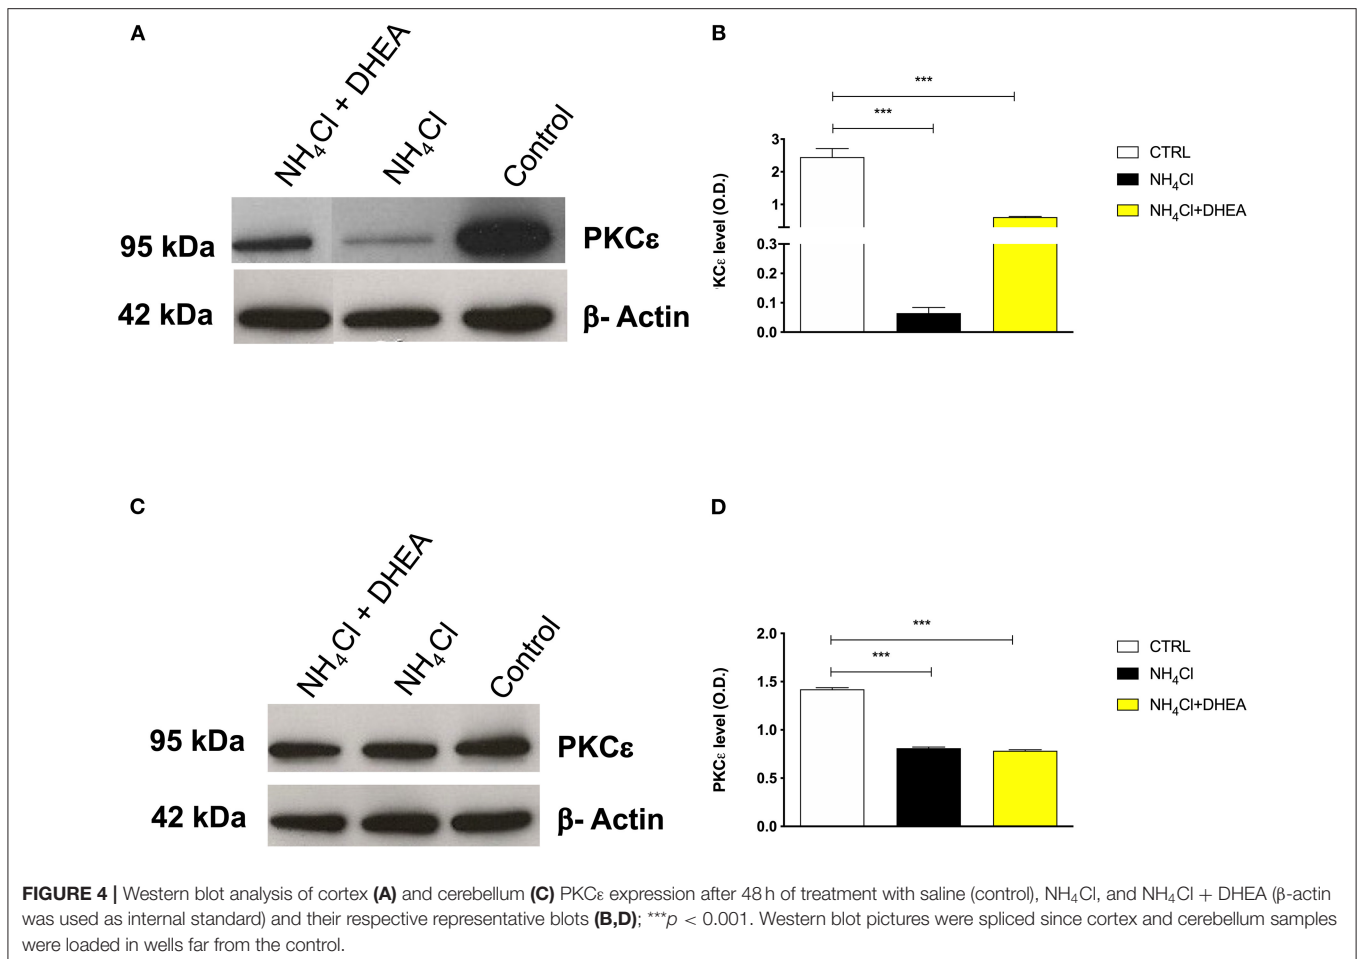 A
NH₄Cl + DHEA
NH₄Cl
Control
95 kDa
PKCε
42 kDa
β- Actin
B
***
***
3
2
1
0.3
0.2
0.1
0.0
KCε level (O.D.)
CTRL
NH₄Cl
NH₄Cl+DHEA
C
NH₄Cl + DHEA
NH₄Cl
Control
95 kDa
PKCε
42 kDa
β- Actin
D
***
***
2.0
1.5
1.0
0.5
0.0
PKCε level (O.D.)
CTRL
NH₄Cl
NH₄Cl+DHEA
FIGURE 4 | Western blot analysis of cortex (A) and cerebellum (C) PKCε expression after 48 h of treatment with saline (control), NH₄Cl, and NH₄Cl + DHEA (β-actin
was used as internal standard) and their respective representative blots (B,D); ***p < 0.001. Western blot pictures were spliced since cortex and cerebellum samples
were loaded in wells far from the control.